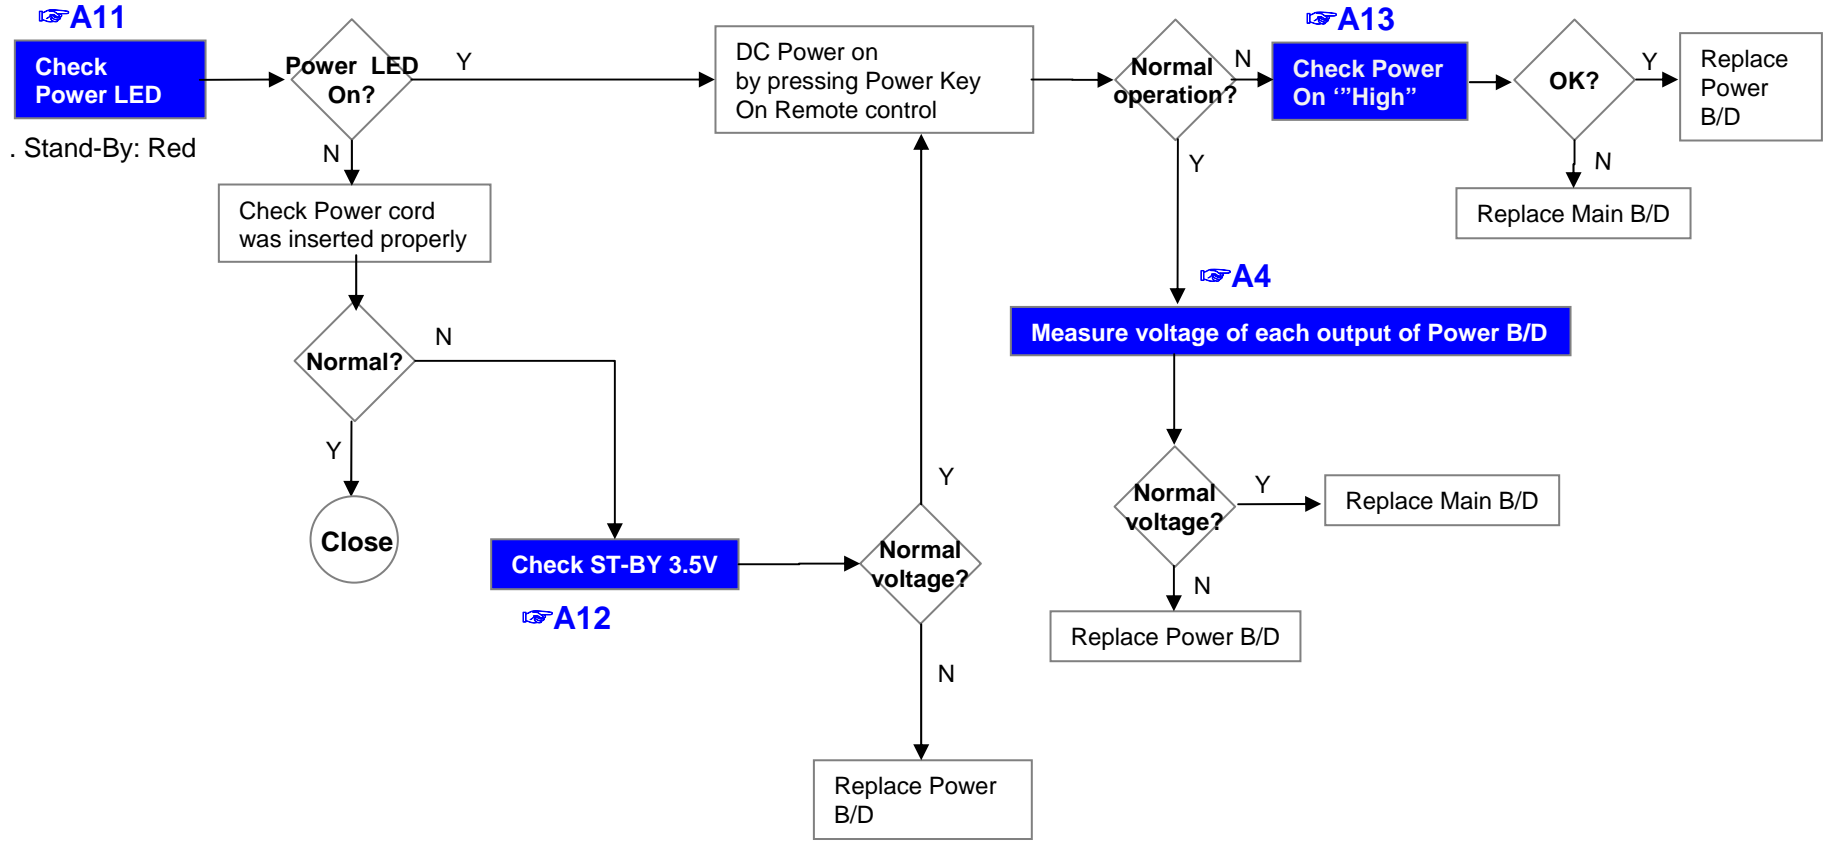 ☞A11
Check
Power LED
. Stand-By: Red
Power LED
On?
Y
N
Check Power cord
was inserted properly
Normal?
N
Y
Close
Check ST-BY 3.5V
☞A12
Normal
voltage?
Y
N
Replace Power
B/D
DC Power on
by pressing Power Key
On Remote control
Normal
operation?
N
Y
☞A13
Check Power
On ‘”High”
OK?
Y
Replace
Power
B/D
N
Replace Main B/D
☞A4
Measure voltage of each output of Power B/D
Normal
voltage?
Y
Replace Main B/D
N
Replace Power B/D